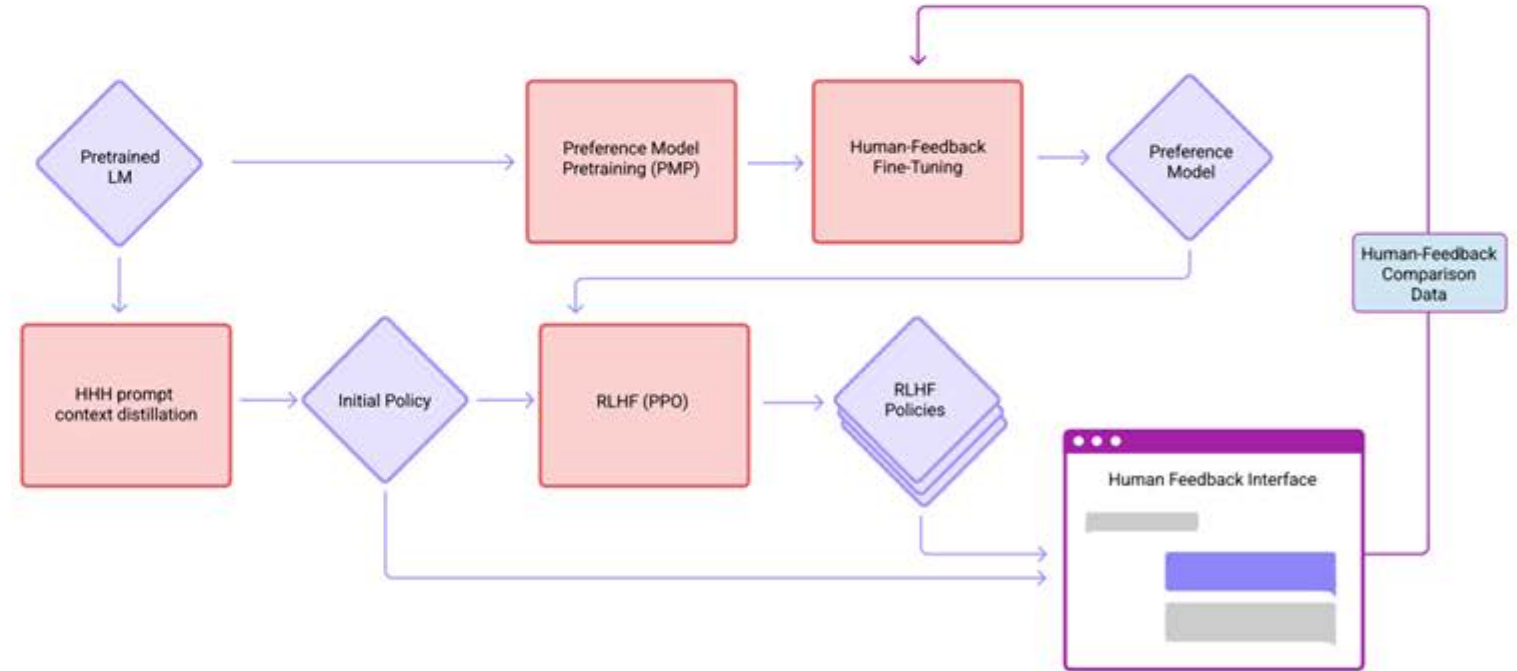 Pretrained
LM
Preference Model
Pretraining (PMP)
Human-Feedback
Fine-Tuning
Preference
Model
Human-Feedback
Comparison
Data
HHH prompt
context distillation
Initial Policy
RLHF (PPO)
RLHF
Policies
Human Feedback Interface